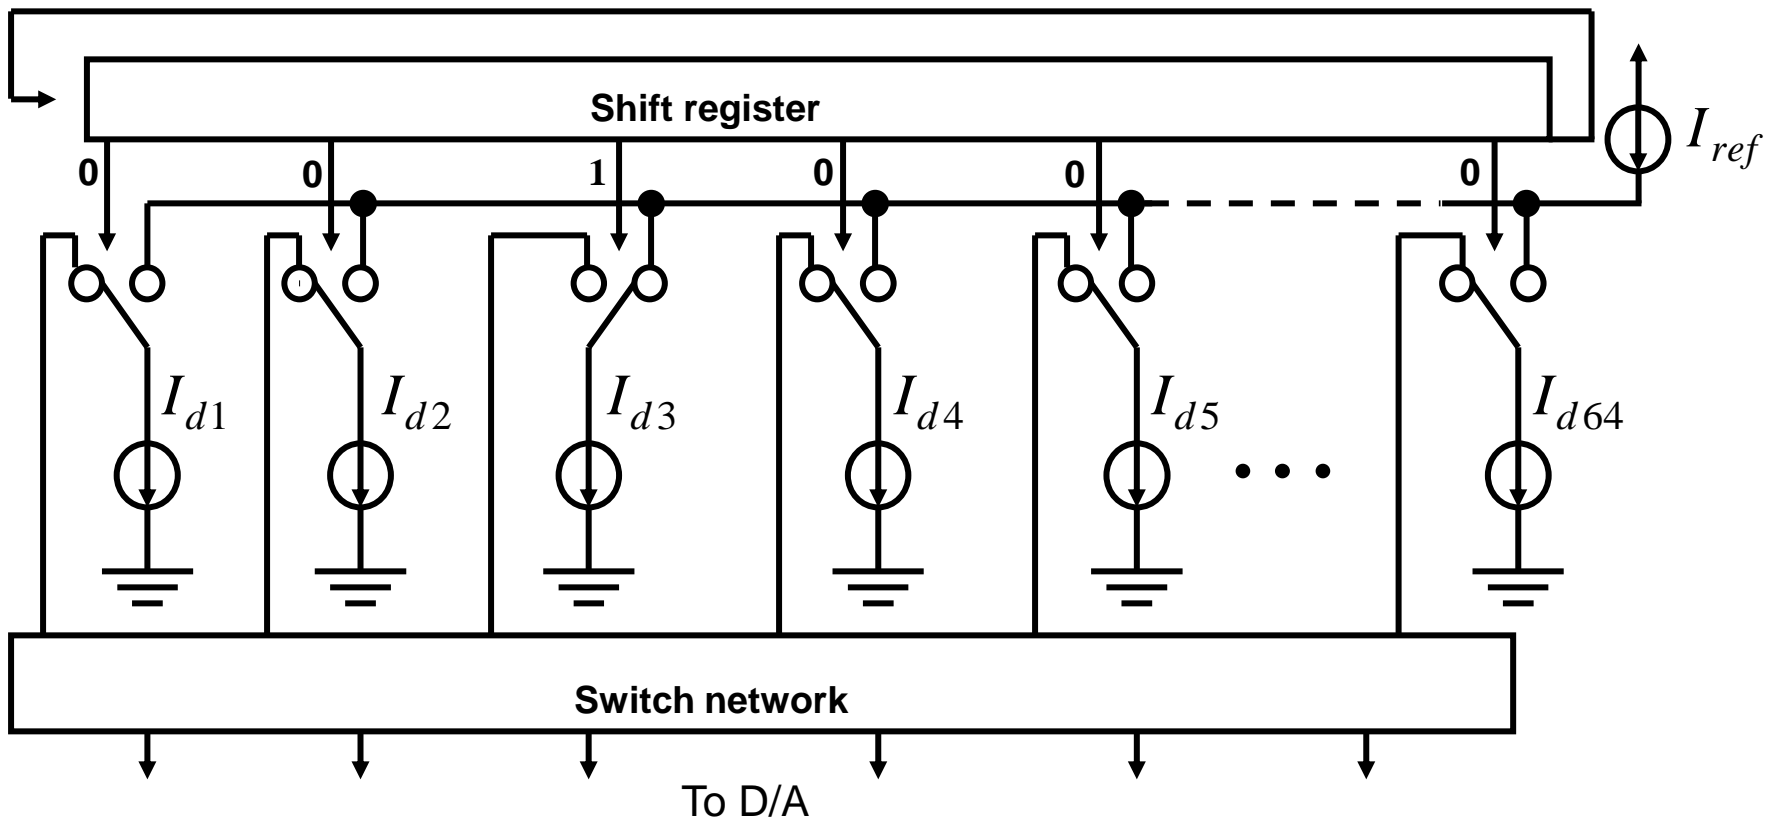 Shift register
I_ref
0 0 1 0 0 0
I_d1 I_d2 I_d3 I_d4 I_d5 I_d64
Switch network
To D/A